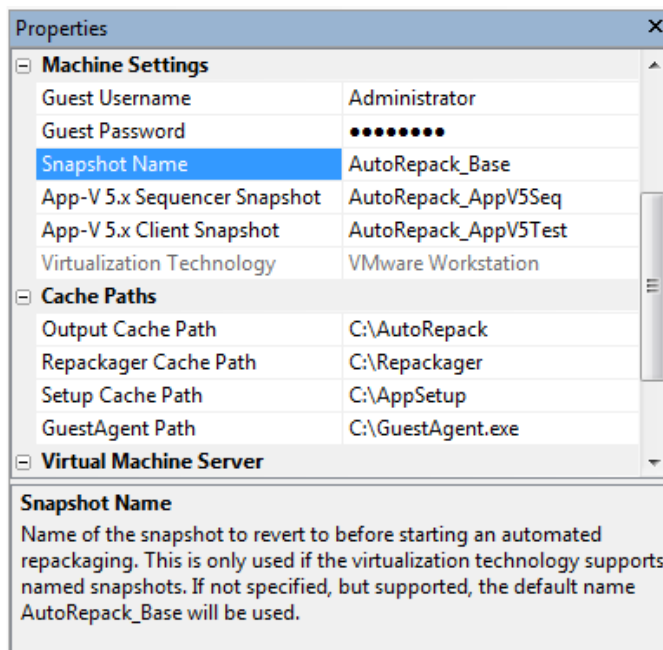 Properties
Machine Settings
Guest Username Administrator
Guest Password ●●●●●●●●
Snapshot Name AutoRepack_Base
App-V 5.x Sequencer Snapshot AutoRepack_AppV5Seq
App-V 5.x Client Snapshot AutoRepack_AppV5Test
Virtualization Technology VMware Workstation
Cache Paths
Output Cache Path C:\AutoRepack
Repackager Cache Path C:\Repackager
Setup Cache Path C:\AppSetup
GuestAgent Path C:\GuestAgent.exe
Virtual Machine Server
Snapshot Name
Name of the snapshot to revert to before starting an automated
repackaging. This is only used if the virtualization technology supports
named snapshots. If not specified, but supported, the default name
AutoRepack_Base will be used.